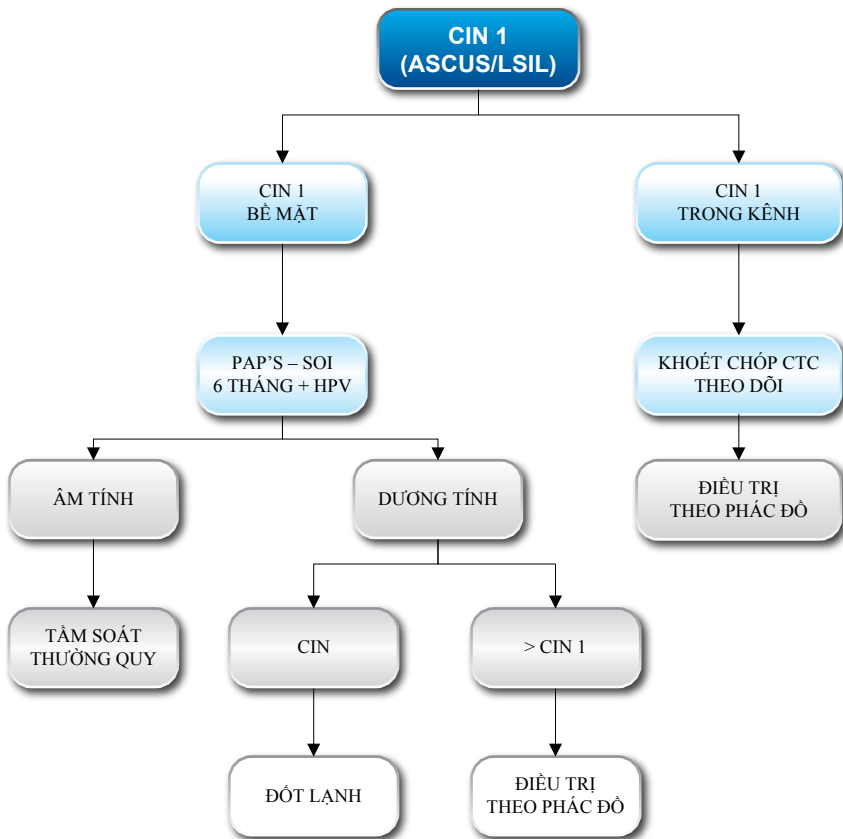 CIN 1
(ASCUS/LSIL)
CIN 1
BỀ MẶT
CIN 1
TRONG KÊNH
PAP'S – SOI
6 THÁNG + HPV
KHOÉT CHÓP CTC
THEO DÕI
ÂM TÍNH
DƯƠNG TÍNH
ĐIỀU TRỊ
THEO PHÁC ĐỒ
TẦM SOÁT
THƯỜNG QUY
CIN
> CIN 1
ĐỐT LẠNH
ĐIỀU TRỊ
THEO PHÁC ĐỒ